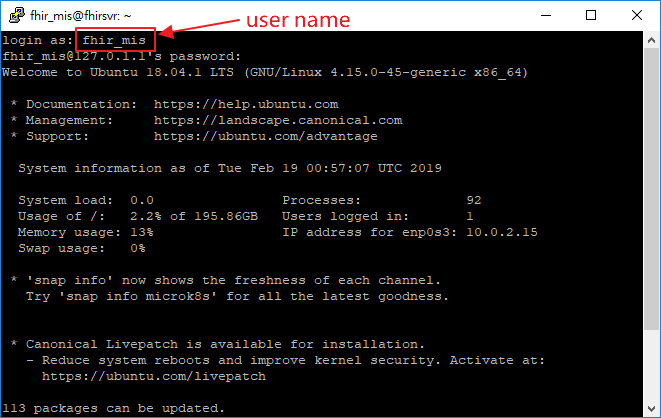 fhir_mis@fhirsvr: ~
user name
login as: fhir_mis
fhir_mis@127.0.1.1's password:
Welcome to Ubuntu 18.04.1 LTS (GNU/Linux 4.15.0-45-generic x86_64)
* Documentation:  https://help.ubuntu.com
* Management:     https://landscape.canonical.com
* Support:        https://ubuntu.com/advantage
System information as of Tue Feb 19 00:57:07 UTC 2019
System load:  0.0                Processes:             92
Usage of /:   2.2% of 195.86GB   Users logged in:       1
Memory usage: 13%                IP address for enp0s3: 10.0.2.15
Swap usage:   0%
* 'snap info' now shows the freshness of each channel.
Try 'snap info microk8s' for all the latest goodness.
* Canonical Livepatch is available for installation.
- Reduce system reboots and improve kernel security. Activate at:
https://ubuntu.com/livepatch
113 packages can be updated.